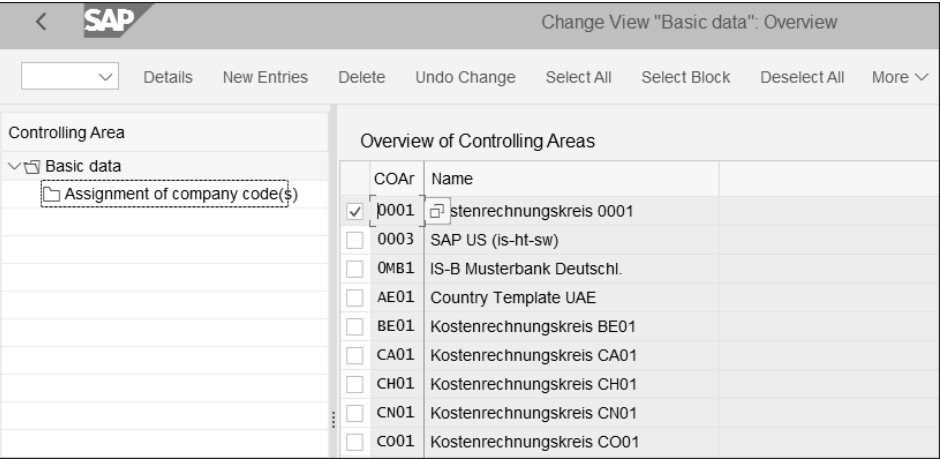 SAP
Change View "Basic data": Overview
Details New Entries Delete Undo Change Select All Select Block Deselect All More
Controlling Area
Basic data
Assignment of company code(s)
Overview of Controlling Areas
COAr Name
0001 stenrechnungskreis 0001
0003 SAP US (is-ht-sw)
0MB1 IS-B Musterbank Deutschl.
AE01 Country Template UAE
BE01 Kostenrechnungskreis BE01
CA01 Kostenrechnungskreis CA01
CH01 Kostenrechnungskreis CH01
CN01 Kostenrechnungskreis CN01
CO01 Kostenrechnungskreis CO01